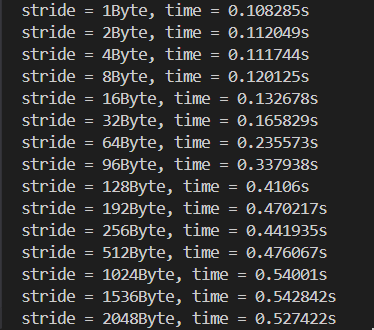 stride = 1Byte, time = 0.108285s
stride = 2Byte, time = 0.112049s
stride = 4Byte, time = 0.111744s
stride = 8Byte, time = 0.120125s
stride = 16Byte, time = 0.132678s
stride = 32Byte, time = 0.165829s
stride = 64Byte, time = 0.235573s
stride = 96Byte, time = 0.337938s
stride = 128Byte, time = 0.4106s
stride = 192Byte, time = 0.470217s
stride = 256Byte, time = 0.441935s
stride = 512Byte, time = 0.476067s
stride = 1024Byte, time = 0.54001s
stride = 1536Byte, time = 0.542842s
stride = 2048Byte, time = 0.527422s